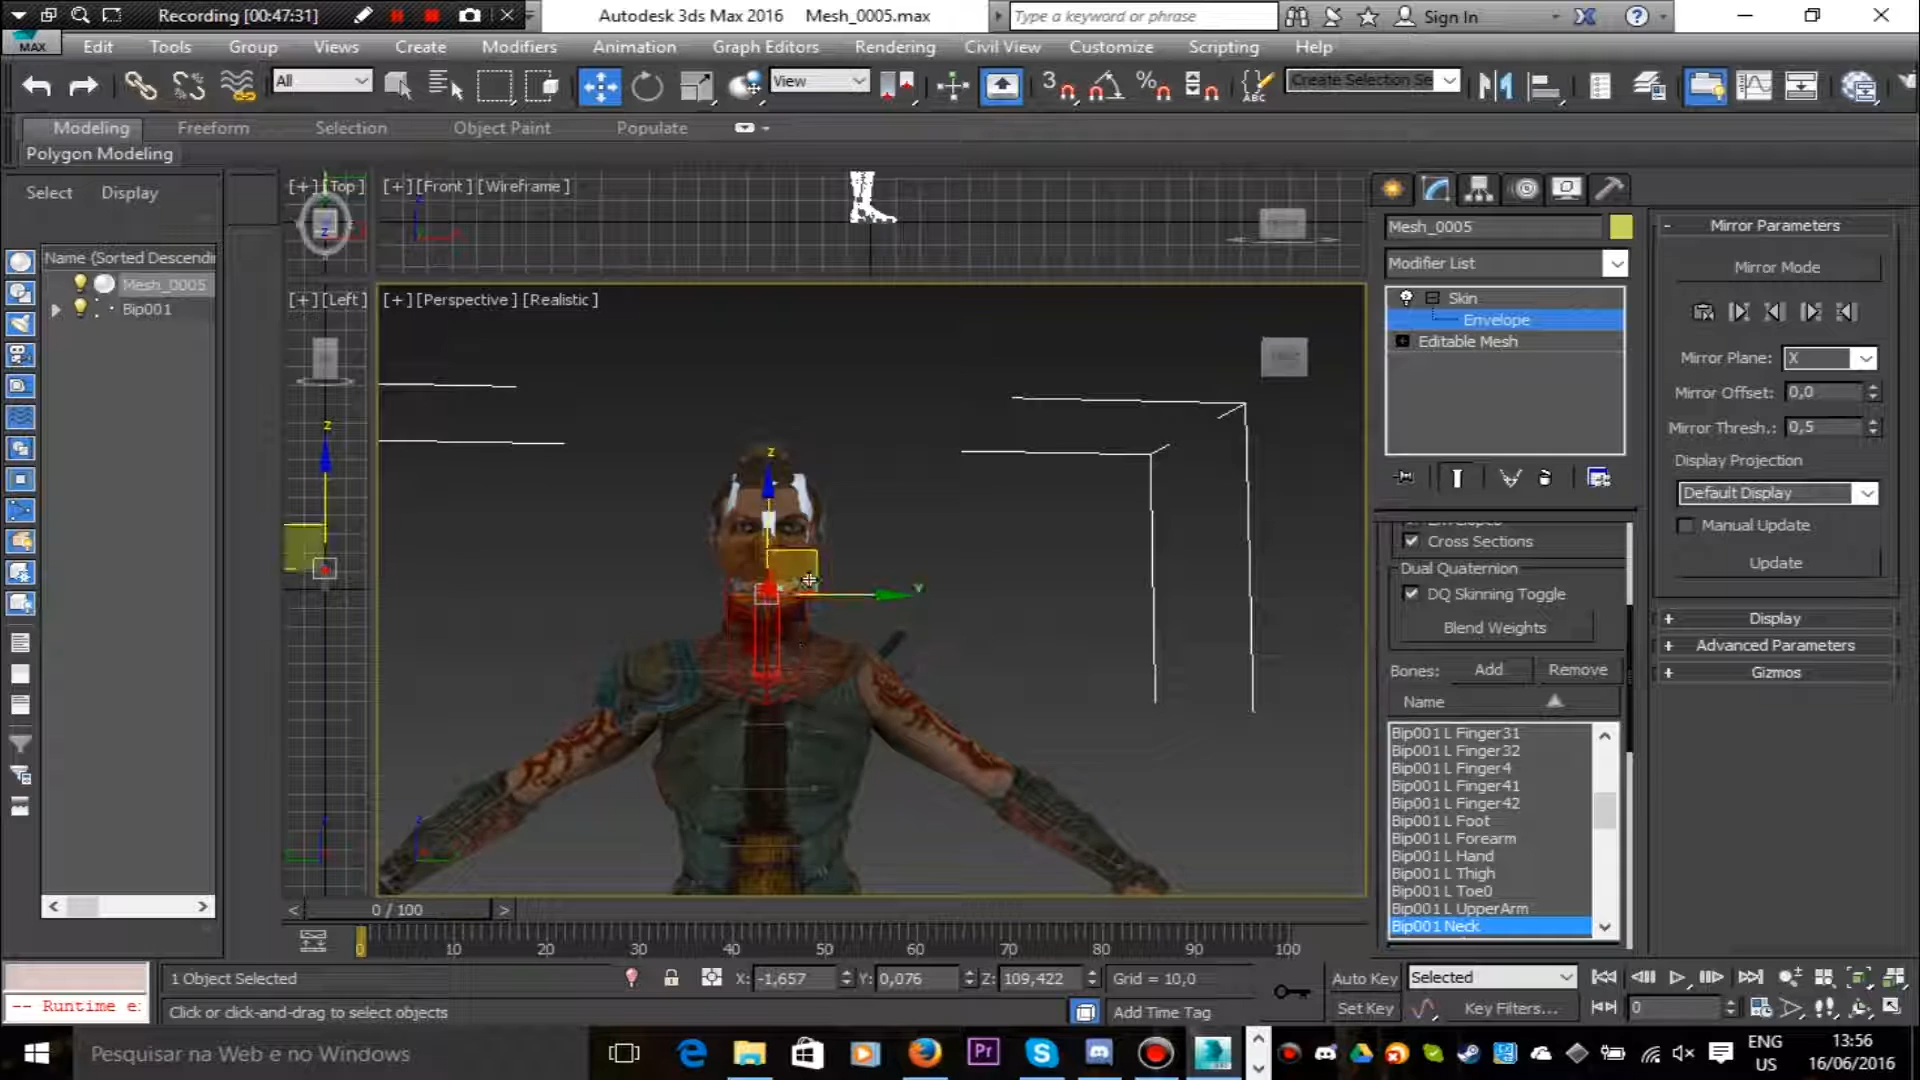 Recording [00:47:31]
Autodesk 3ds Max 2016 Mesh_0005.max
Type a keyword or phrase
Sign In
MAX
Edit Tools Group Views Create Modifiers Animation Graph Editors Rendering Civil View Customize Scripting Help
All
View
3
%
ABC
Create Selection Se
Modeling Freeform Selection Object Paint Populate
Polygon Modeling
Select Display
Name (Sorted Descendin
Mesh_0005
Bip001
[+] [Top]
[+] [Front] [Wireframe]
[+] [Left]
[+] [Perspective] [Realistic]
z
z
Mesh_0005
Modifier List
Skin
Envelope
Editable Mesh
Cross Sections
Dual Quaternion
DQ Skinning Toggle
Blend Weights
Bones: Add Remove
Name
Bip001 L Finger31
Bip001 L Finger32
Bip001 L Finger4
Bip001 L Finger41
Bip001 L Finger42
Bip001 L Foot
Bip001 L Forearm
Bip001 L Hand
Bip001 L Thigh
Bip001 L Toe0
Bip001 L UpperArm
Bip001 Neck
- Mirror Parameters
Mirror Mode
Mirror Plane: X
Mirror Offset: 0,0
Mirror Thresh.: 0,5
Display Projection
Default Display
Manual Update
Update
+ Display
+ Advanced Parameters
+ Gizmos
< 0 / 100 >
0 10 20 30 40 50 60 70 80 90 100
1 Object Selected
X: -1,657 Y: 0,076 Z: 109,422 Grid = 10,0
Auto Key Selected
-- Runtime e:
Click or click-and-drag to select objects
Add Time Tag
Set Key Key Filters... 0
Pesquisar na Web e no Windows
Pr
ENG
US
13:56
16/06/2016